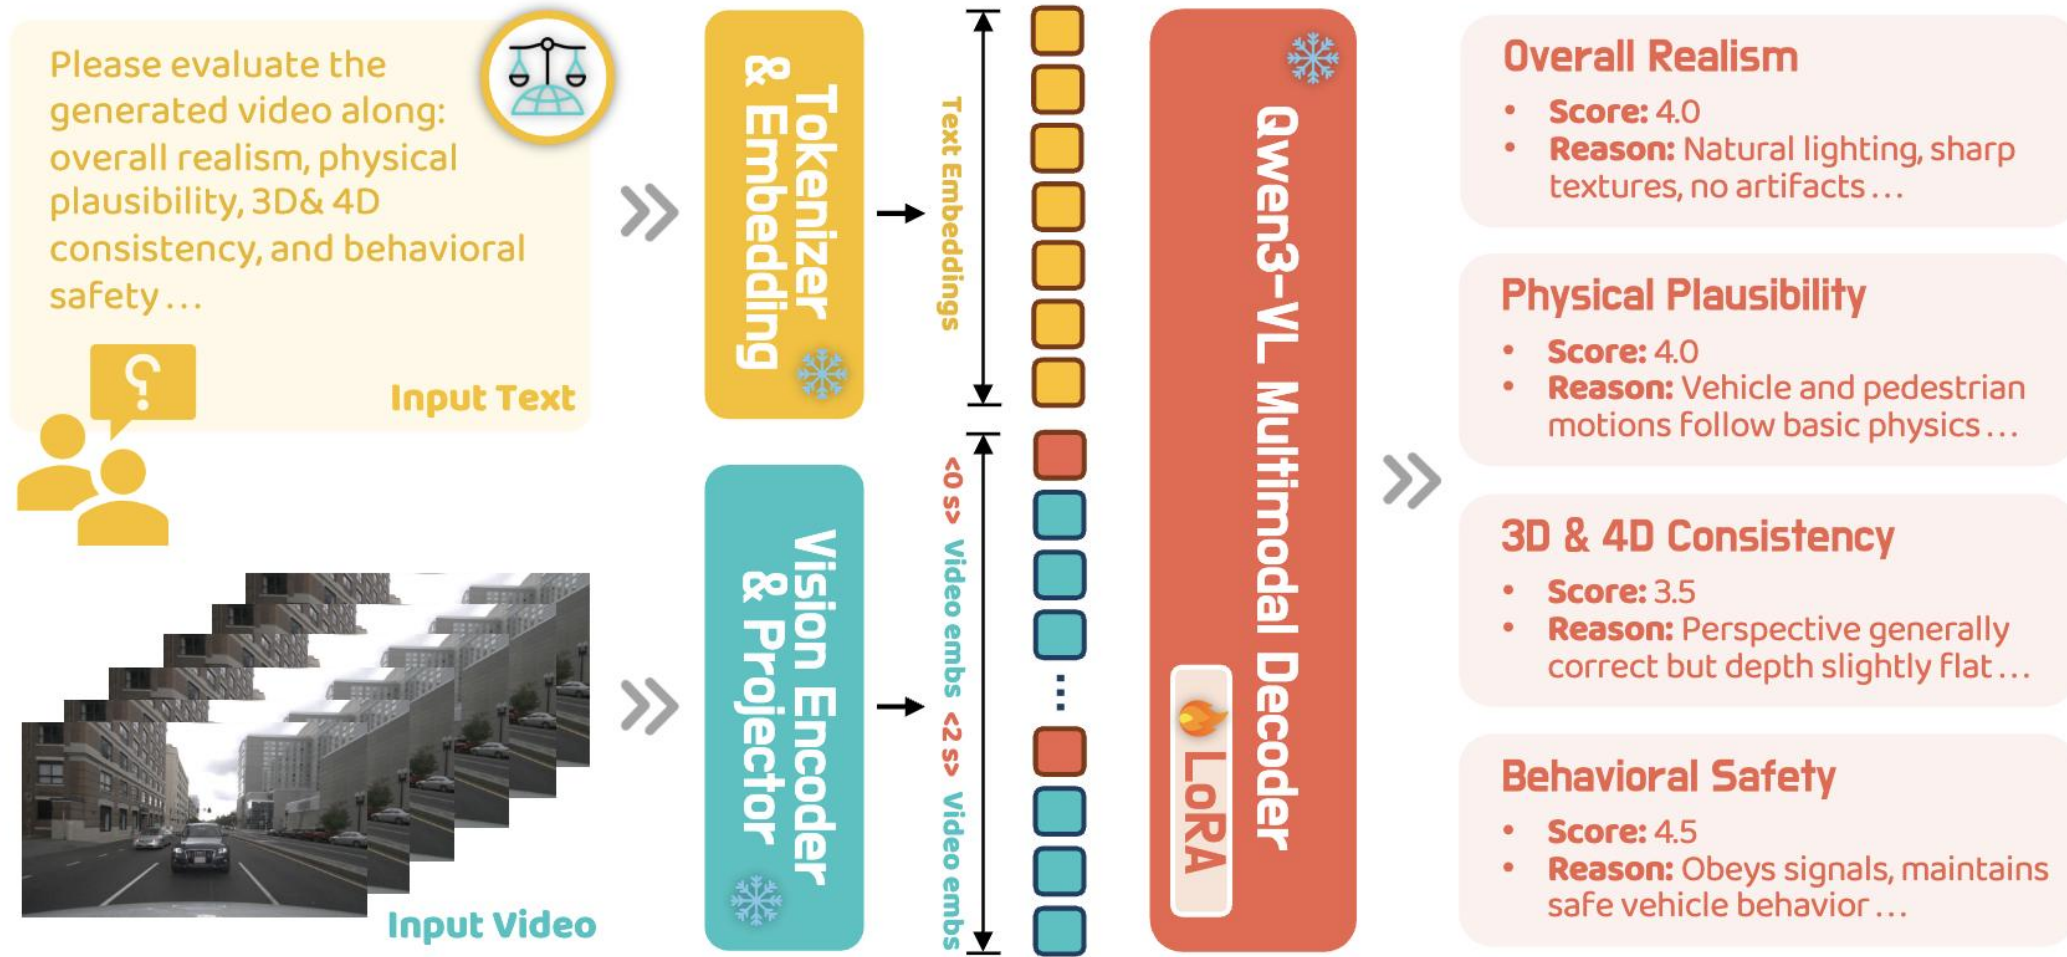 Please evaluate the
generated video along:
overall realism, physical
plausibility, 3D& 4D
consistency, and behavioral
safety...
Input Text
?
Input Video
Tokenizer
& Embedding
Vision Encoder
& Projector
Text Embeddings
<0 s> Video embs <2 s> Video embs
...
Qwen3-VL Multimodal Decoder
LoRA
Overall Realism
• Score: 4.0
• Reason: Natural lighting, sharp
textures, no artifacts...
Physical Plausibility
• Score: 4.0
• Reason: Vehicle and pedestrian
motions follow basic physics...
3D & 4D Consistency
• Score: 3.5
• Reason: Perspective generally
correct but depth slightly flat...
Behavioral Safety
• Score: 4.5
• Reason: Obeys signals, maintains
safe vehicle behavior...